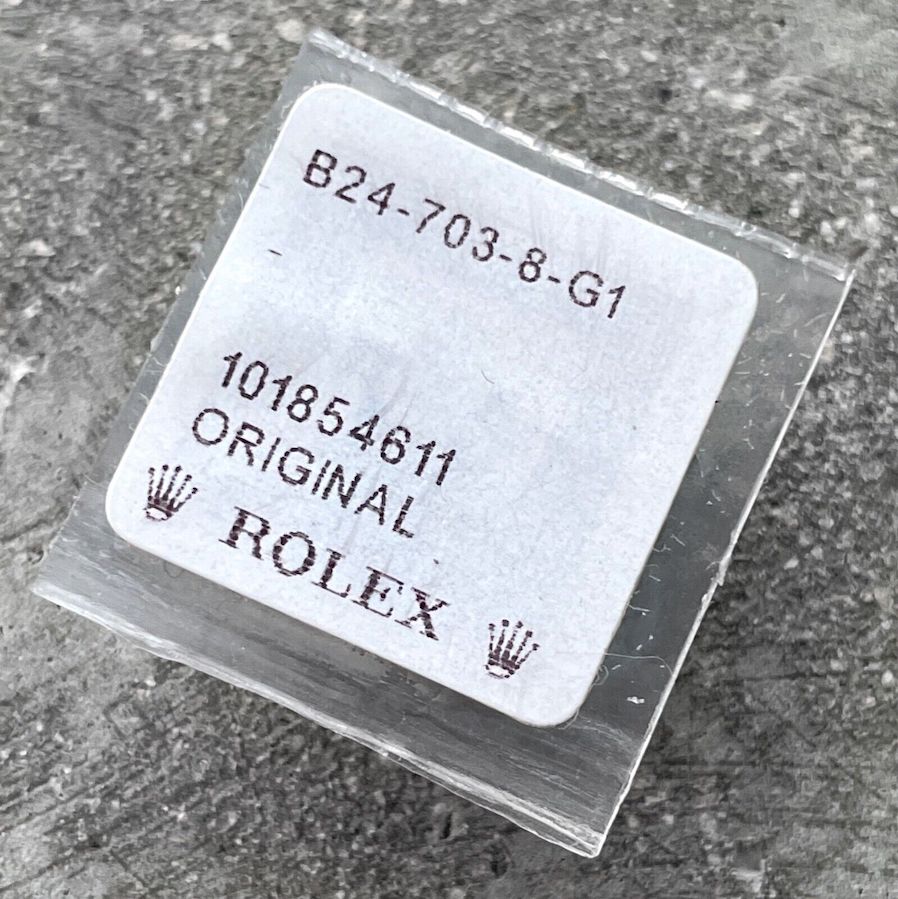 B24-703-8-G1
101854611
ORIGINAL
ROLEX